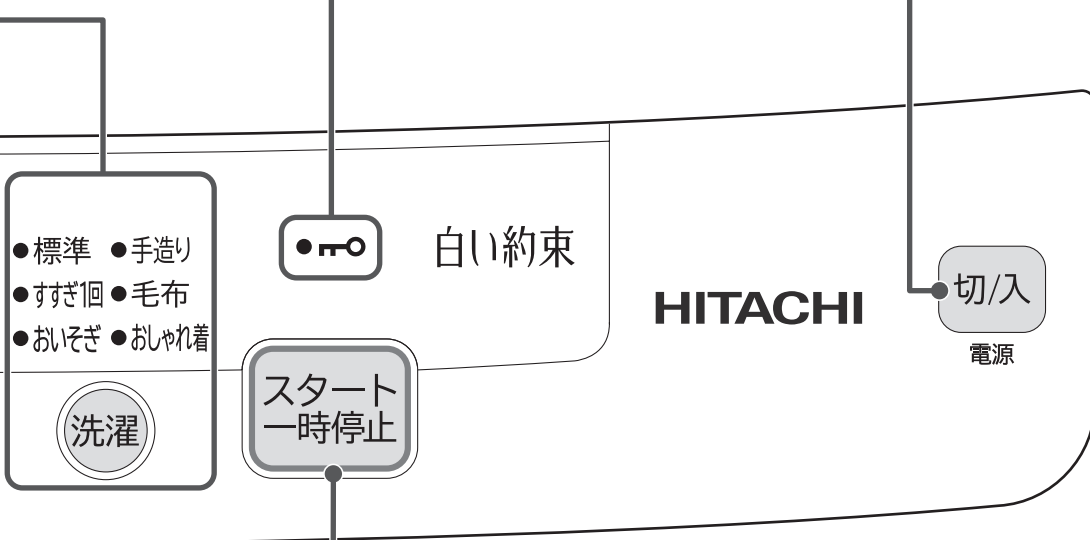 標準 手造り
すすぎ1回 毛布
おいそぎ おしゃれ着
洗濯
スタート
一時停止
白い約束
HITACHI
切/入
電源